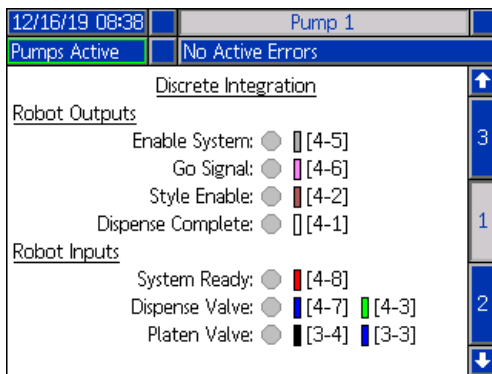 12/16/19 08:38 Pump 1
Pumps Active No Active Errors
Discrete Integration
Robot Outputs
Enable System: [4-5]
Go Signal: [4-6]
Style Enable: [4-2]
Dispense Complete: [4-1]
Robot Inputs
System Ready: [4-8]
Dispense Valve: [4-7] [4-3]
Platen Valve: [3-4] [3-3]
3
1
2